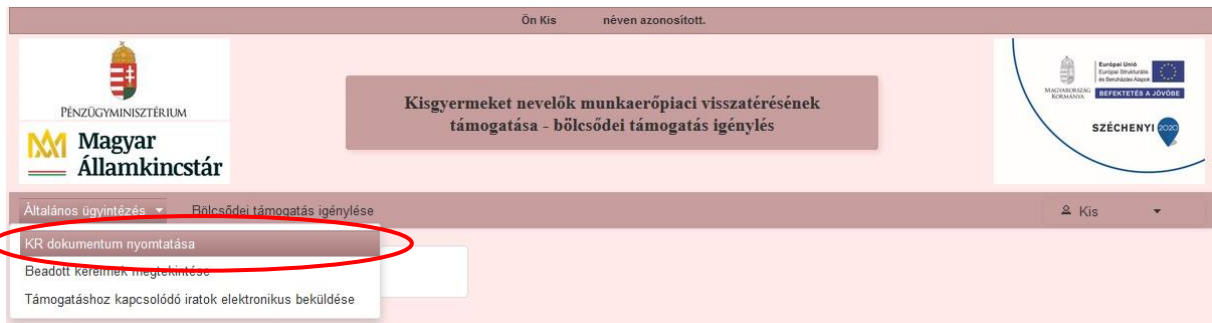 Ön Kis néven azonosított.
PÉNZÜGYMINISZTÉRIUM
Magyar
Államkincstár
Kisgyermeket nevelők munkaerőpiaci visszatérésének
támogatása - bölcsődei támogatás igénylés
MAGYARORSZÁG
KORMÁNYA
Európai Unió
Európai Strukturális
és Beruházási Alapok
BEFEKTETÉS A JÖVŐBE
SZÉCHENYI 2020
Általános ügyintézés Bölcsődei támogatás igénylése
Kis
KR dokumentum nyomtatása
Beadott kérelmek megtekintése
Támogatáshoz kapcsolódó iratok elektronikus beküldése